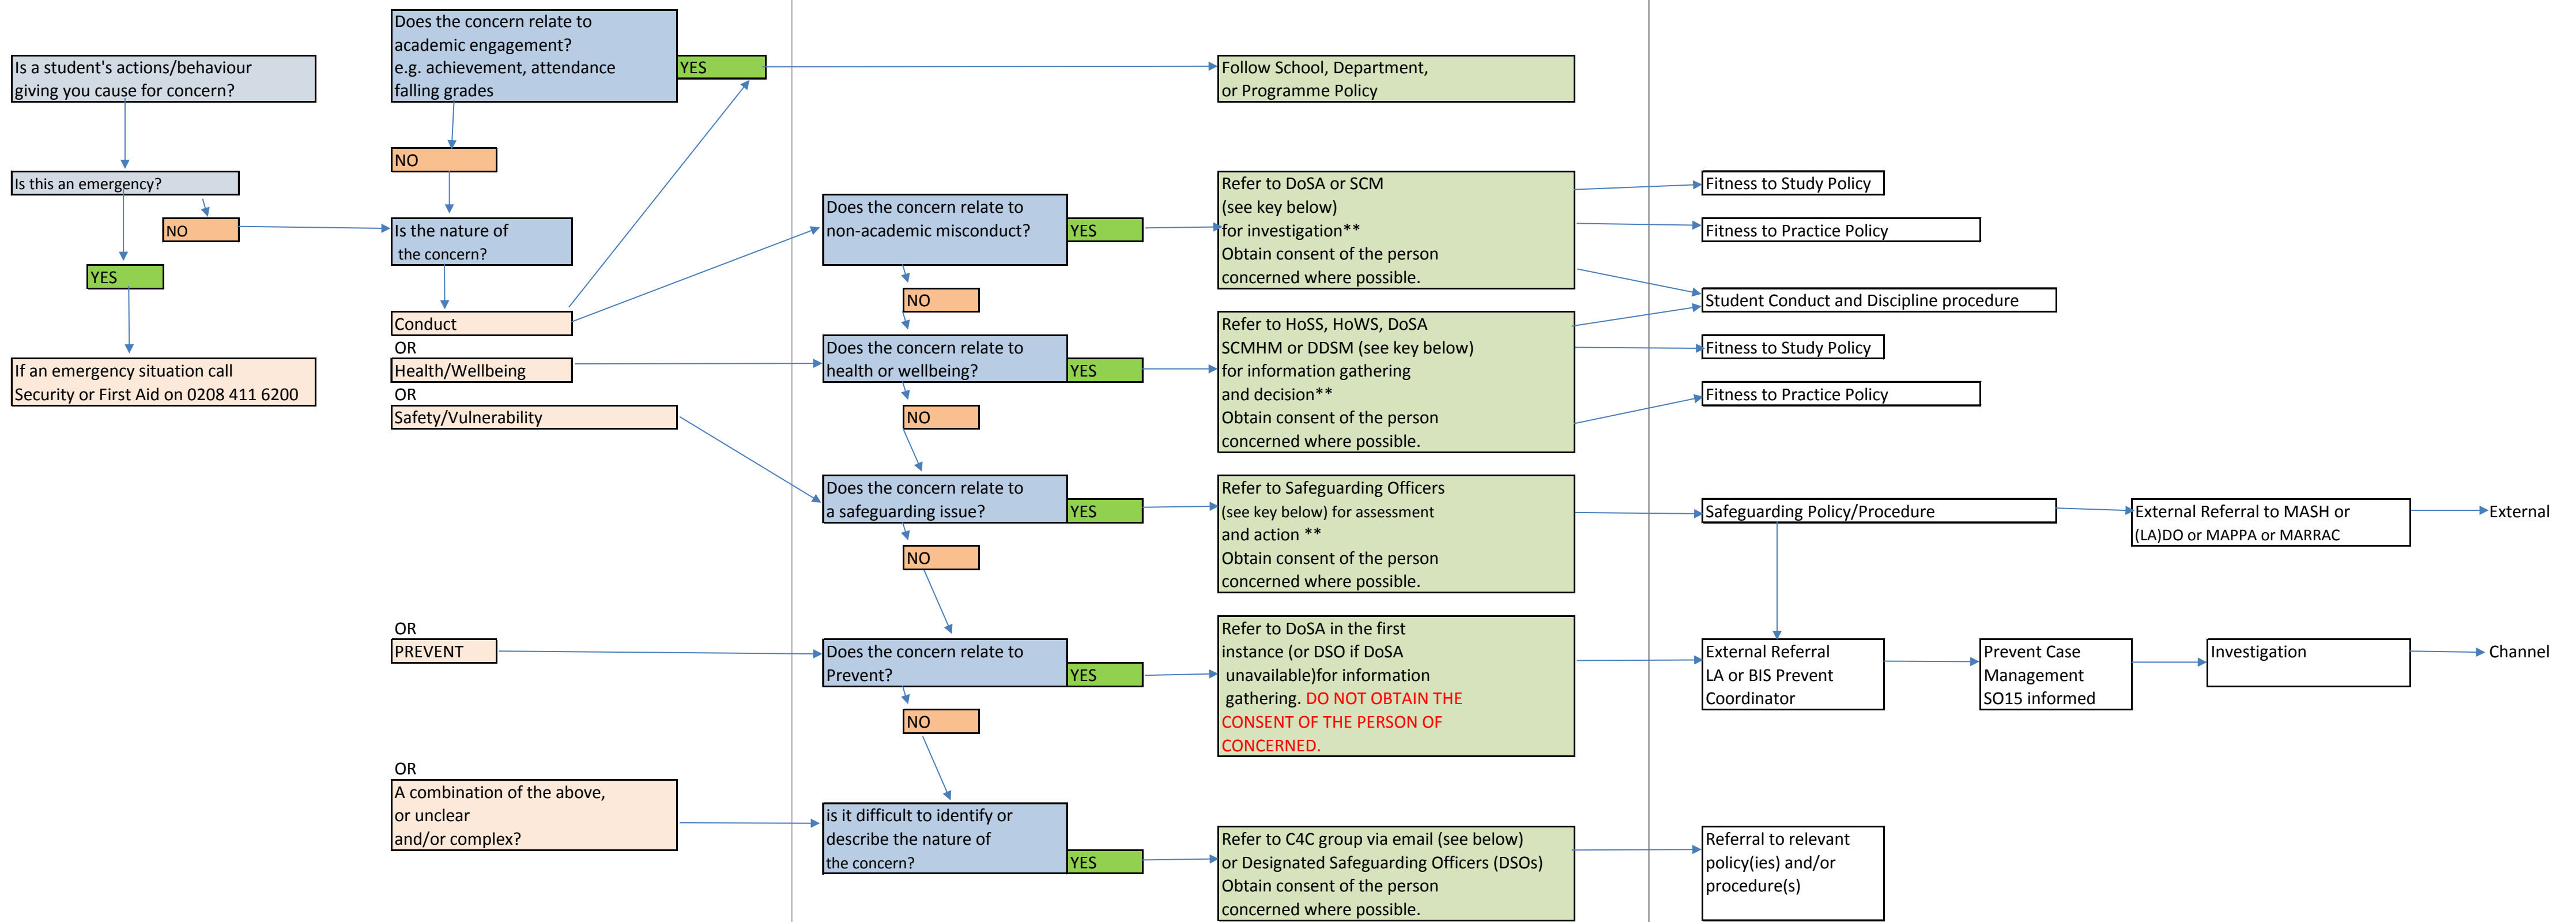 Is a student's actions/behaviour
giving you cause for concern?
Is this an emergency?
NO
YES
If an emergency situation call
Security or First Aid on 0208 411 6200
Does the concern relate to
academic engagement?
e.g. achievement, attendance
falling grades
YES
NO
Is the nature of
the concern?
Conduct
OR
Health/Wellbeing
OR
Safety/Vulnerability
OR
PREVENT
OR
A combination of the above,
or unclear
and/or complex?
Does the concern relate to
non-academic misconduct?
YES
NO
Does the concern relate to
health or wellbeing?
YES
NO
Does the concern relate to
a safeguarding issue?
YES
NO
Does the concern relate to
Prevent?
YES
NO
is it difficult to identify or
describe the nature of
the concern?
YES
Follow School, Department,
or Programme Policy
Refer to DoSA or SCM
(see key below)
for investigation**
Obtain consent of the person
concerned where possible.
Refer to HoSS, HoWS, DoSA
SCMHM or DDSM (see key below)
for information gathering
and decision**
Obtain consent of the person
concerned where possible.
Refer to Safeguarding Officers
(see key below) for assessment
and action **
Obtain consent of the person
concerned where possible.
Refer to DoSA in the first
instance (or DSO if DoSA
unavailable)for information
gathering. DO NOT OBTAIN THE
CONSENT OF THE PERSON OF
CONCERNED.
Refer to C4C group via email (see below)
or Designated Safeguarding Officers (DSOs)
Obtain consent of the person
concerned where possible.
Fitness to Study Policy
Fitness to Practice Policy
Student Conduct and Discipline procedure
Fitness to Study Policy
Fitness to Practice Policy
Safeguarding Policy/Procedure
External Referral to MASH or
(LA)DO or MAPPA or MARRAC
External
External Referral
LA or BIS Prevent
Coordinator
Prevent Case
Management
SO15 informed
Investigation
Channel
Referral to relevant
policy(ies) and/or
procedure(s)